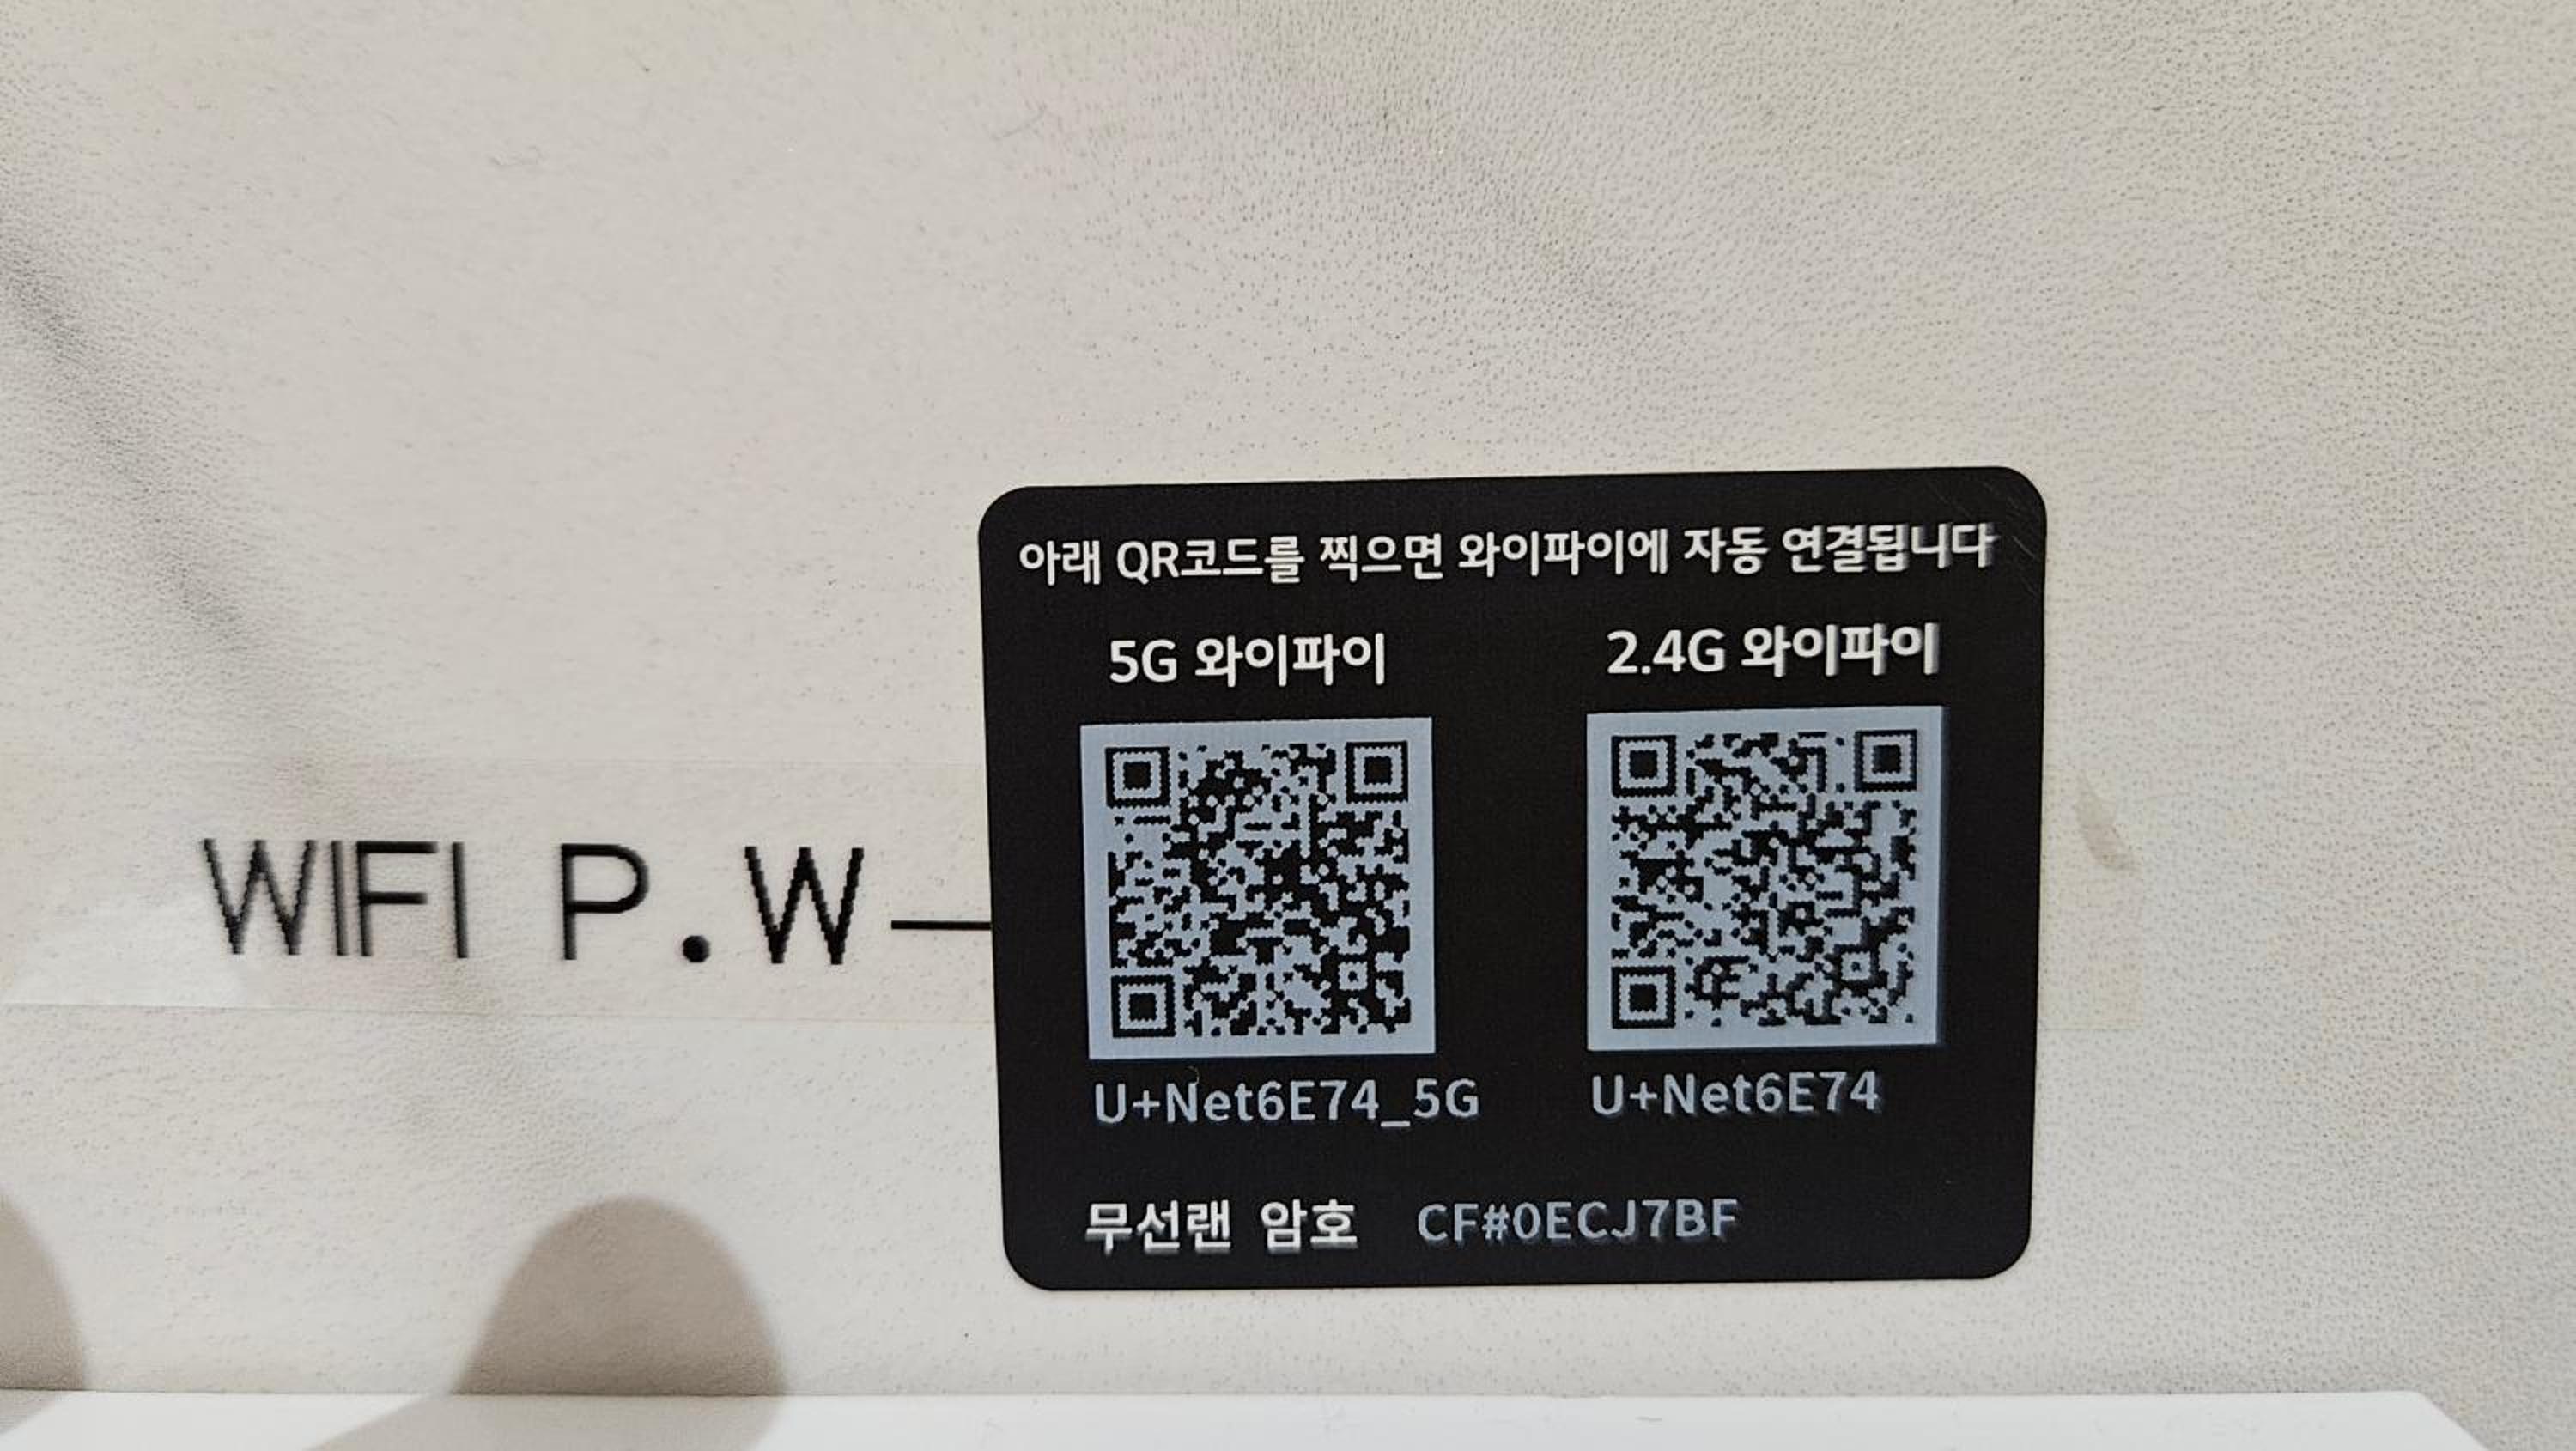 아래 QR코드를 찍으면 와이파이에 자동 연결됩니다
5G 와이파이 2.4G 와이파이
WIFI P.W
U+Net6E74_5G U+Net6E74
무선랜 암호 CF#0ECJ7BF